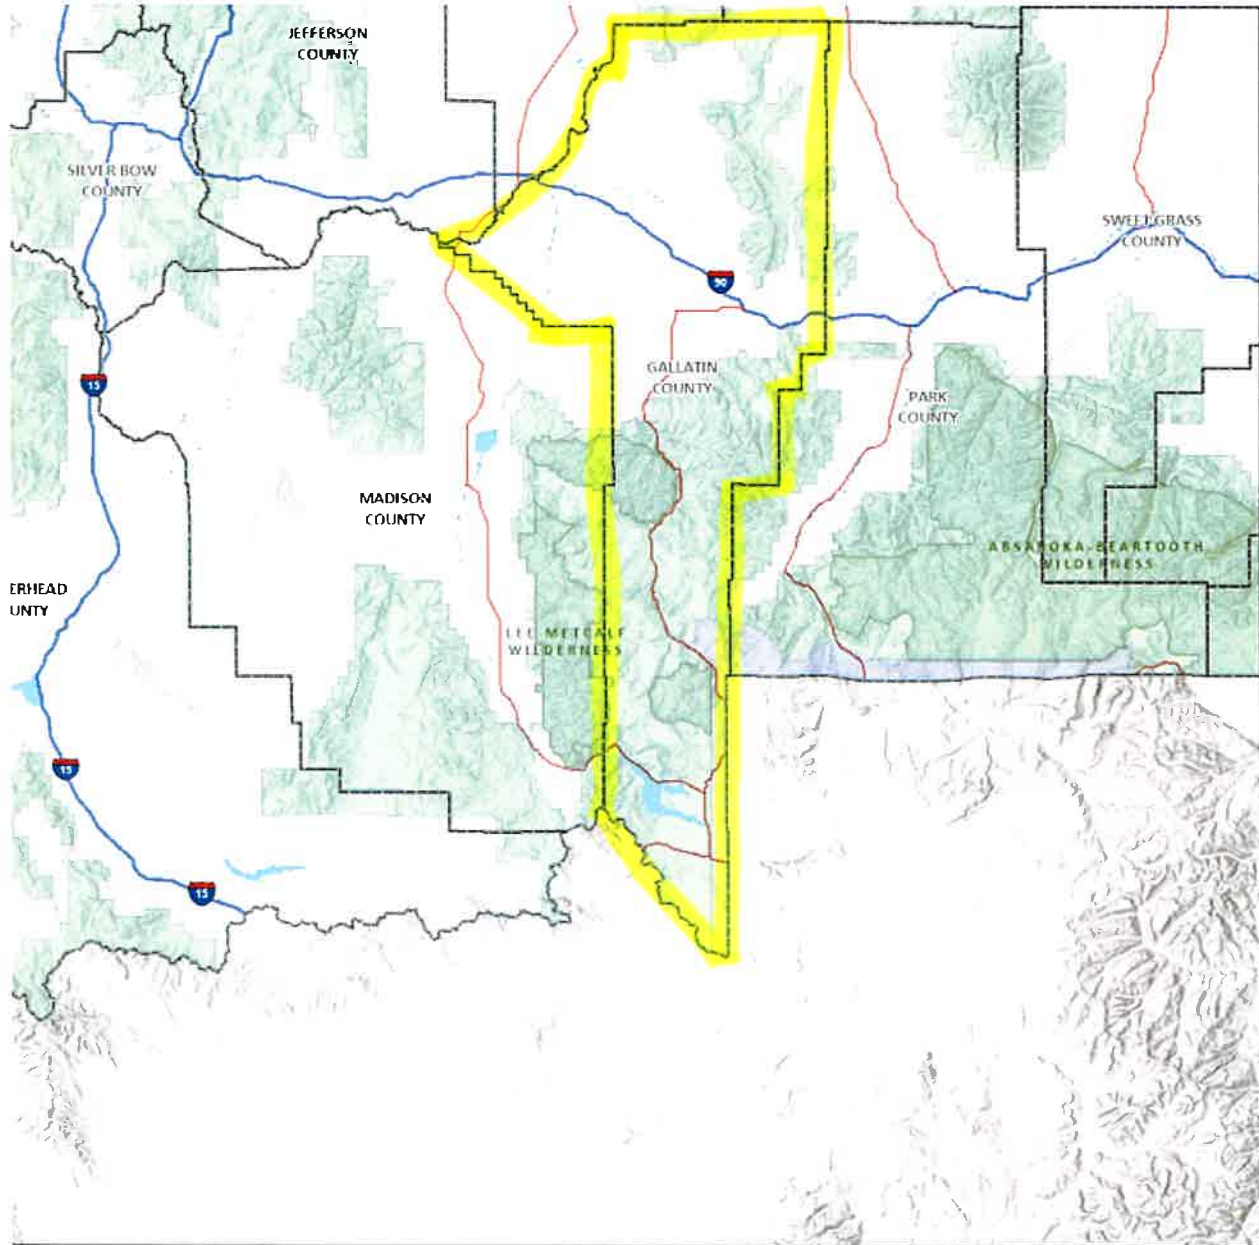 JEFFERSON
COUNTY
SILVER BOW
COUNTY
SWEET GRASS
COUNTY
90
GALLATIN
COUNTY
15
PARK
COUNTY
MADISON
COUNTY
ABSAROKA-BEARTOOTH
WILDERNESS
ERHEAD
UNTY
LEE METCALF
WILDERNESS
15
15